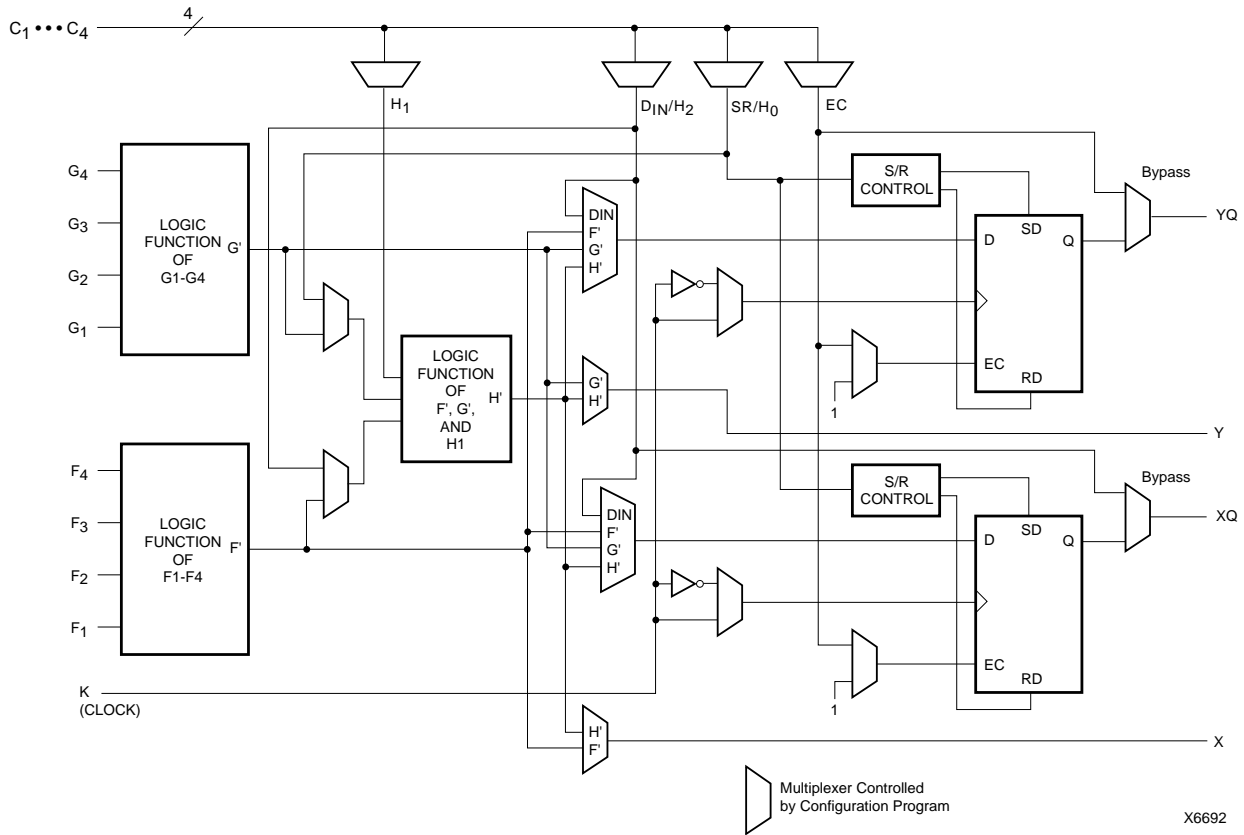 C1 ••• C4
4
H1
DIN/H2
SR/H0
EC
G4
G3
G2
G1
LOGIC
FUNCTION
OF
G1-G4
G'
DIN
F'
G'
H'
S/R
CONTROL
Bypass
D
SD
Q
YQ
EC
RD
1
LOGIC
FUNCTION
OF
F', G',
AND
H1
H'
G'
H'
Y
F4
F3
F2
F1
LOGIC
FUNCTION
OF
F1-F4
F'
DIN
F'
G'
H'
S/R
CONTROL
Bypass
D
SD
Q
XQ
EC
RD
1
K
(CLOCK)
H'
F'
X
Multiplexer Controlled
by Configuration Program
X6692